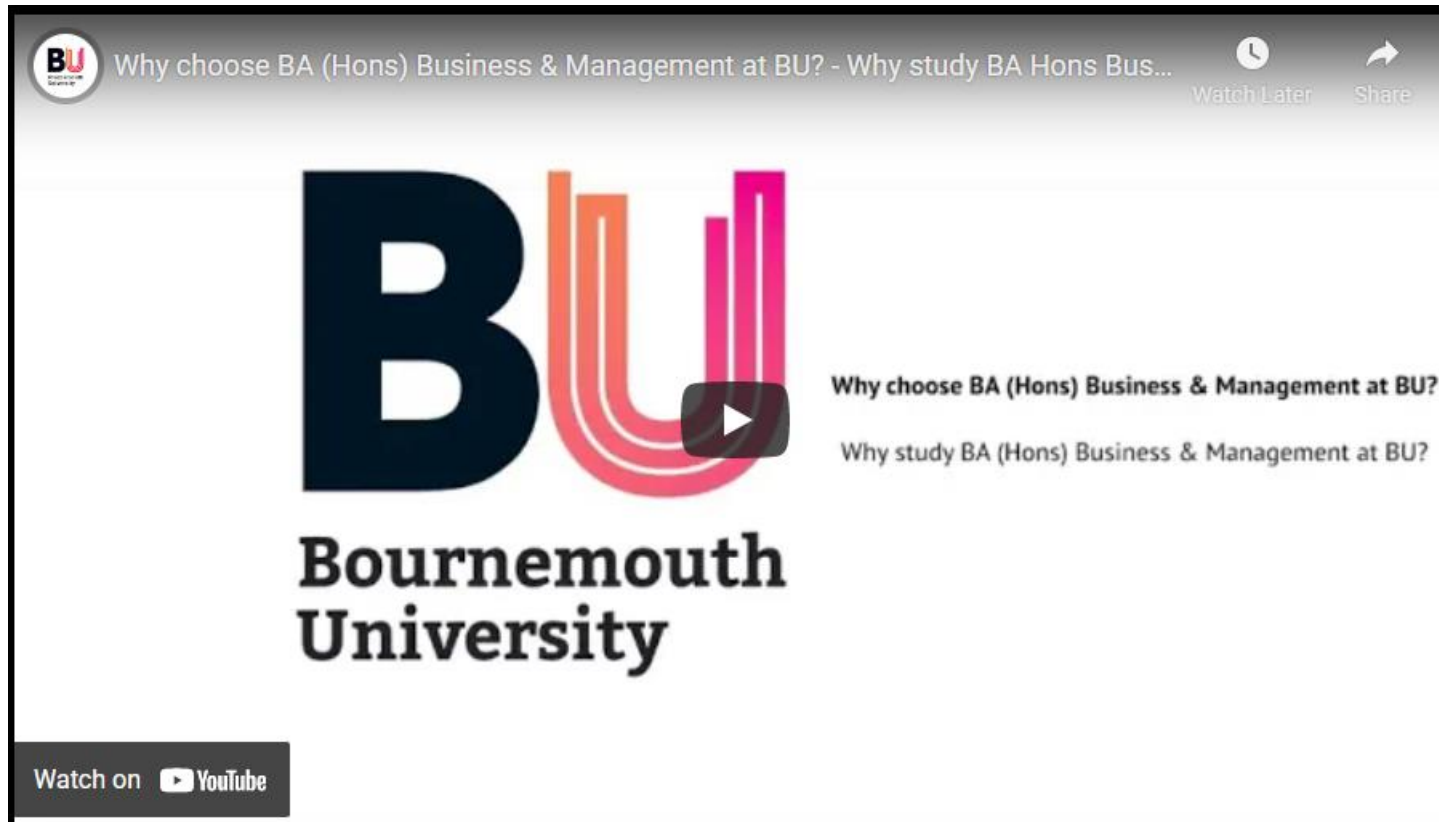 BU
Why choose BA (Hons) Business & Management at BU? - Why study BA Hons Bus...
Watch Later
Share
BU
Why choose BA (Hons) Business & Management at BU?
Why study BA (Hons) Business & Management at BU?
Bournemouth
University
Watch on YouTube